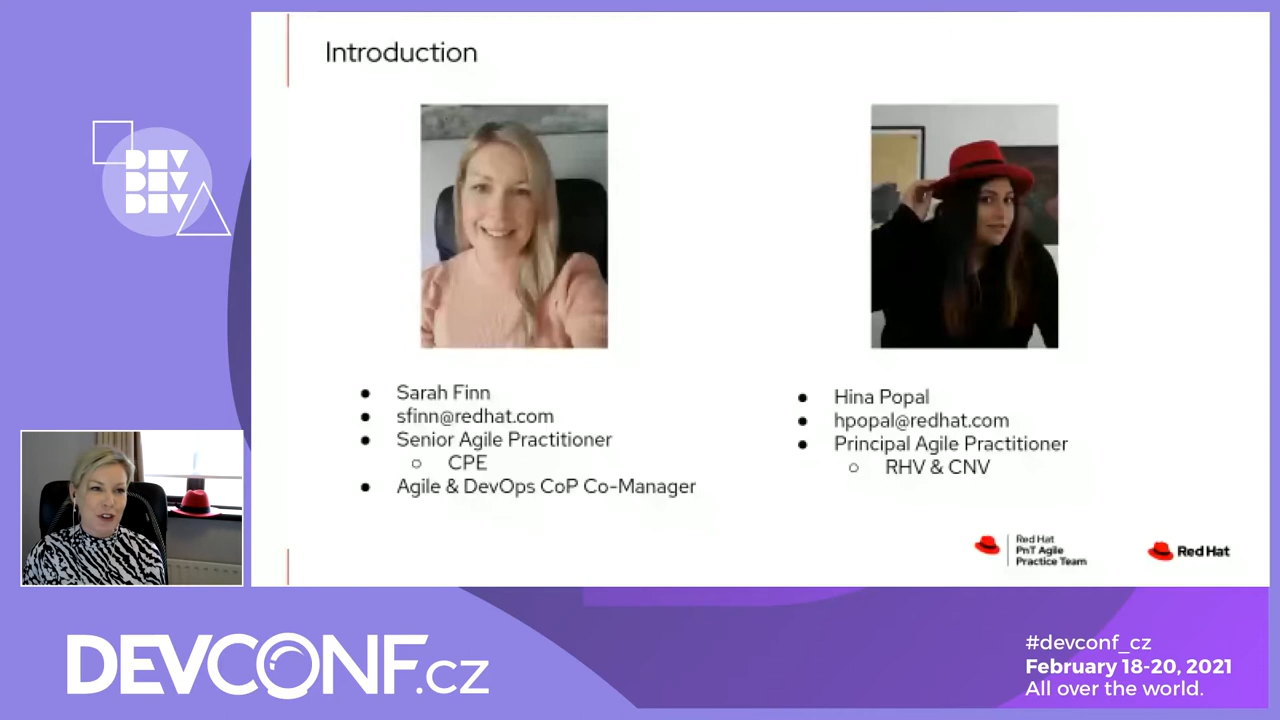 Introduction
DEV
DEV
DEV
Sarah Finn
sfinn@redhat.com
Senior Agile Practitioner
CPE
Agile & DevOps CoP Co-Manager
Hina Popal
hpopal@redhat.com
Principal Agile Practitioner
RHV & CNV
Red Hat
PnT Agile
Practice Team
Red Hat
DEVCONF.cz
#devconf_cz
February 18-20, 2021
All over the world.